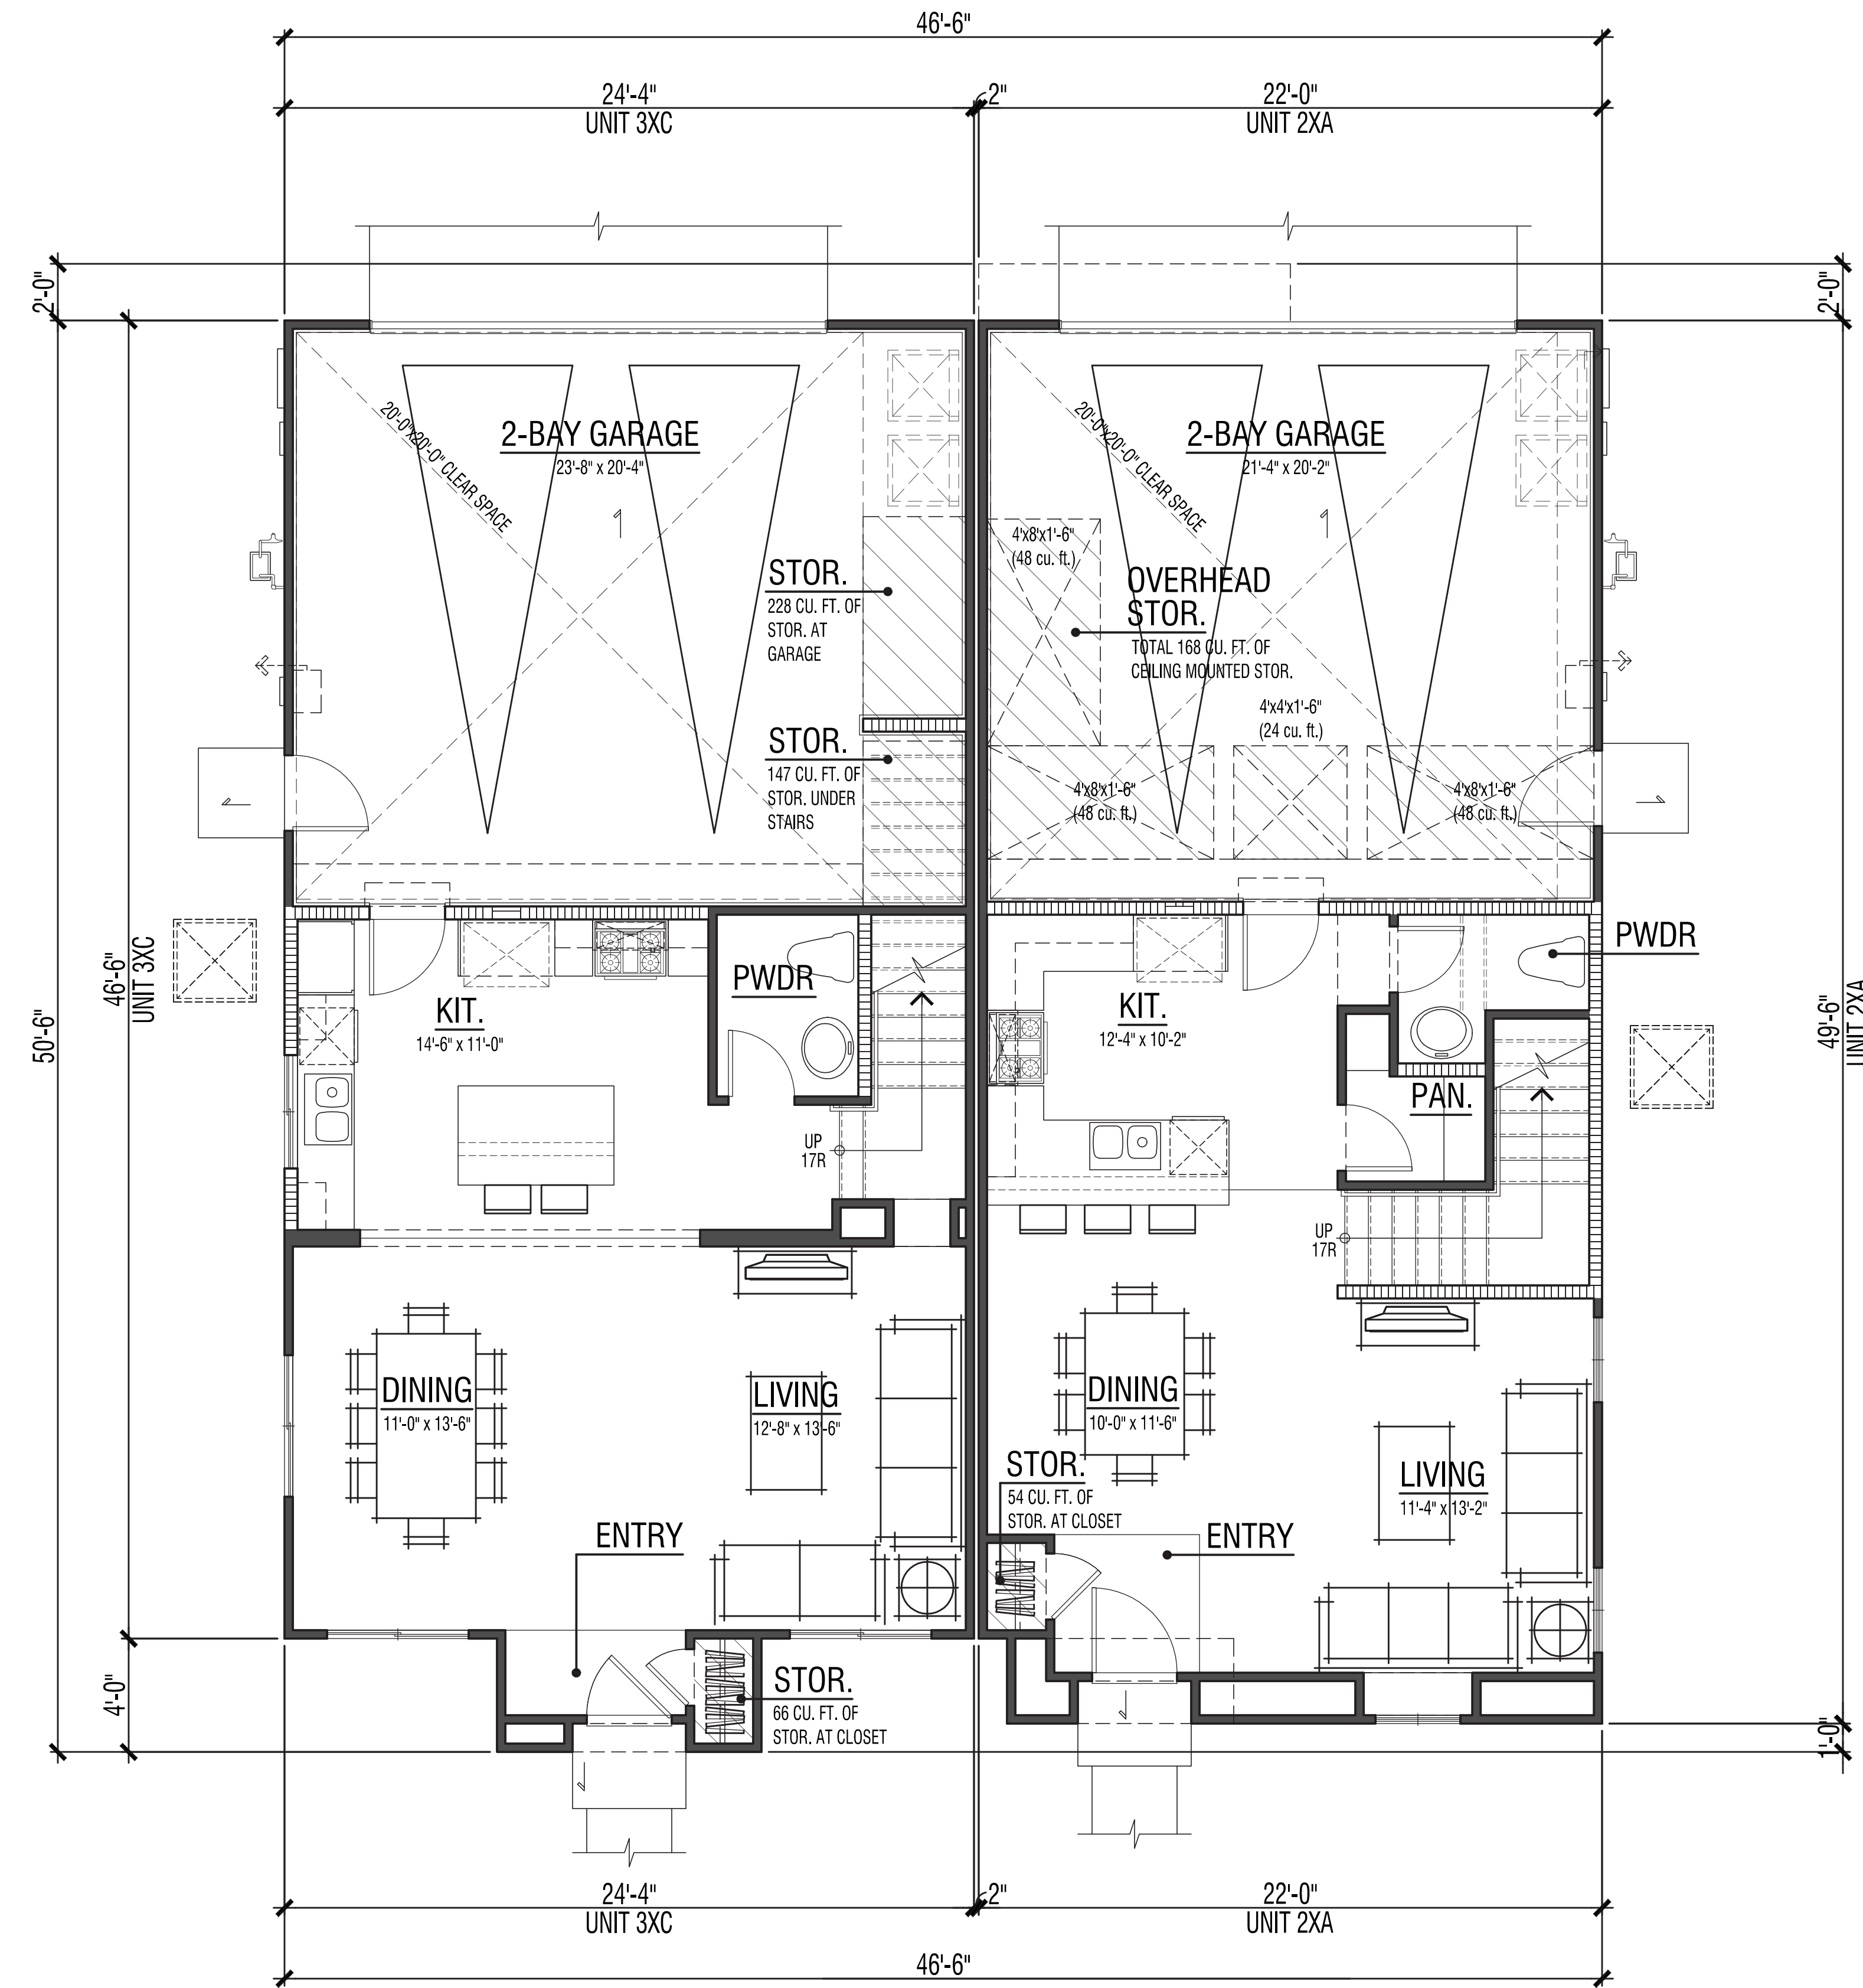 46'-6"
24'-4"
UNIT 3XC
2"
22'-0"
UNIT 2XA
2'-0"
2'-0"
20'-0"x20'-0" CLEAR SPACE
2-BAY GARAGE
23'-8" x 20'-4"
20'-0"x20'-0" CLEAR SPACE
2-BAY GARAGE
21'-4" x 20'-2"
STOR.
228 CU. FT. OF
STOR. AT
GARAGE
4'x8'x1'-6"
(48 cu. ft.)
OVERHEAD
STOR.
TOTAL 168 CU. FT. OF
CEILING MOUNTED STOR.
4'x4'x1'-6"
(24 cu. ft.)
STOR.
147 CU. FT. OF
STOR. UNDER
STAIRS
4'x8'x1'-6"
(48 cu. ft.)
4'x8'x1'-6"
(48 cu. ft.)
50'-6"
46'-6"
UNIT 3XC
KIT.
14'-6" x 11'-0"
PWDR
UP
17R
KIT.
12'-4" x 10'-2"
PWDR
PAN.
UP
17R
49'-6"
UNIT 2XA
DINING
11'-0" x 13'-6"
LIVING
12'-8" x 13'-6"
DINING
10'-0" x 11'-6"
STOR.
54 CU. FT. OF
STOR. AT CLOSET
LIVING
11'-4" x 13'-2"
ENTRY
ENTRY
4'-0"
STOR.
66 CU. FT. OF
STOR. AT CLOSET
1'-0"
24'-4"
UNIT 3XC
2"
22'-0"
UNIT 2XA
46'-6"